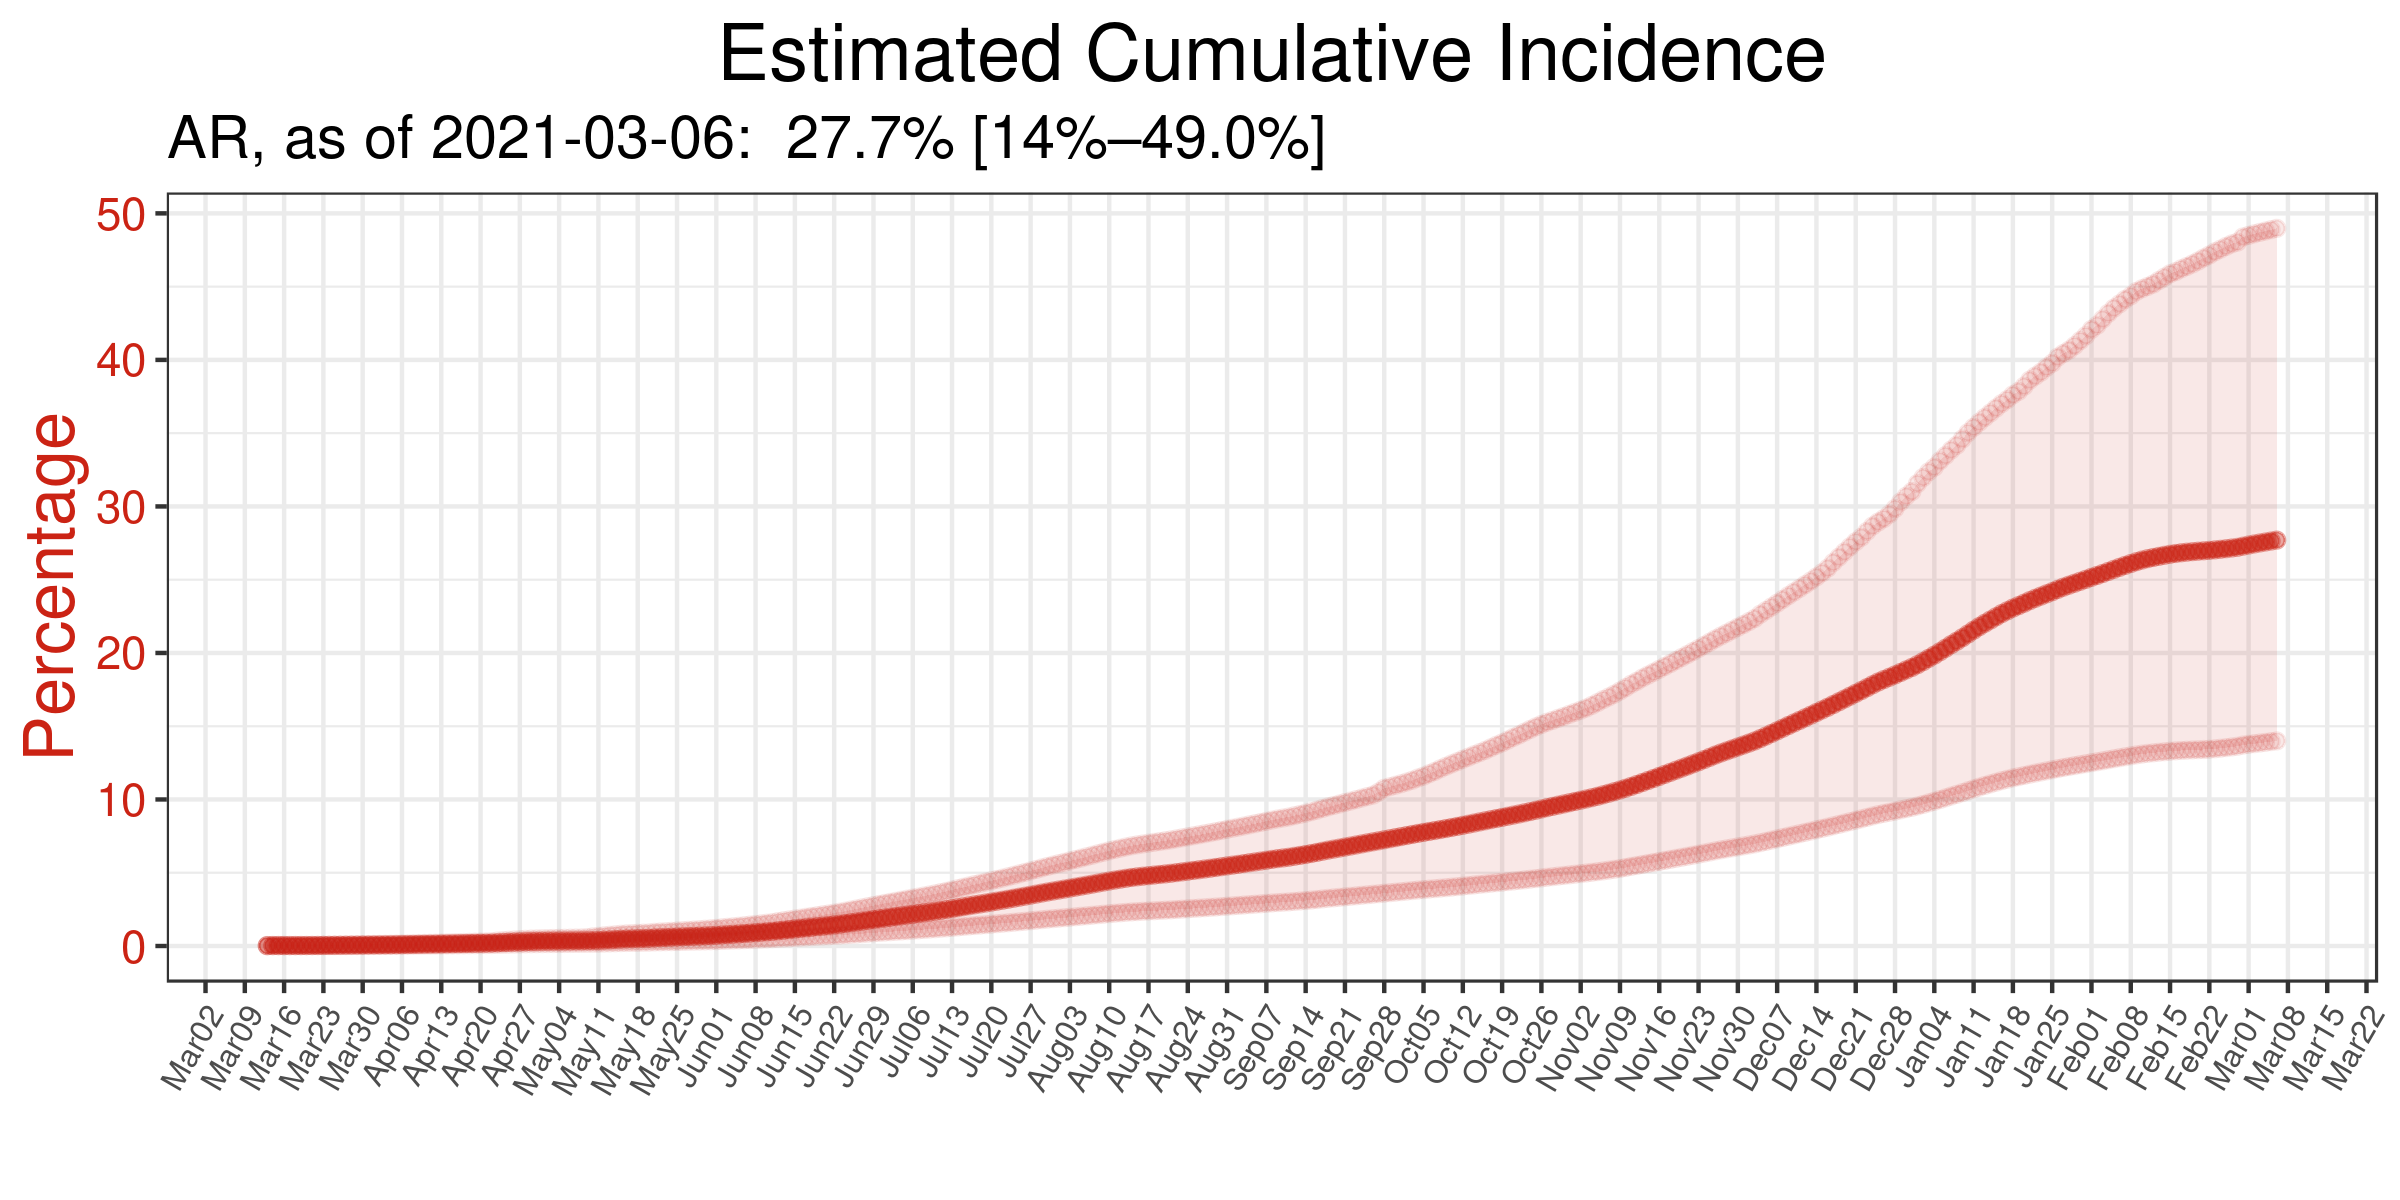 Estimated Cumulative Incidence
AR, as of 2021-03-06:  27.7% [14%–49.0%]
Percentage
50
40
30
20
10
0
Mar02 Mar09 Mar16 Mar23 Mar30 Apr06 Apr13 Apr20 Apr27 May04 May11 May18 May25 Jun01 Jun08 Jun15 Jun22 Jun29 Jul06 Jul13 Jul20 Jul27 Aug03 Aug10 Aug17 Aug24 Aug31 Sep07 Sep14 Sep21 Sep28 Oct05 Oct12 Oct19 Oct26 Nov02 Nov09 Nov16 Nov23 Nov30 Dec07 Dec14 Dec21 Dec28 Jan04 Jan11 Jan18 Jan25 Feb01 Feb08 Feb15 Feb22 Mar01 Mar08 Mar15 Mar22